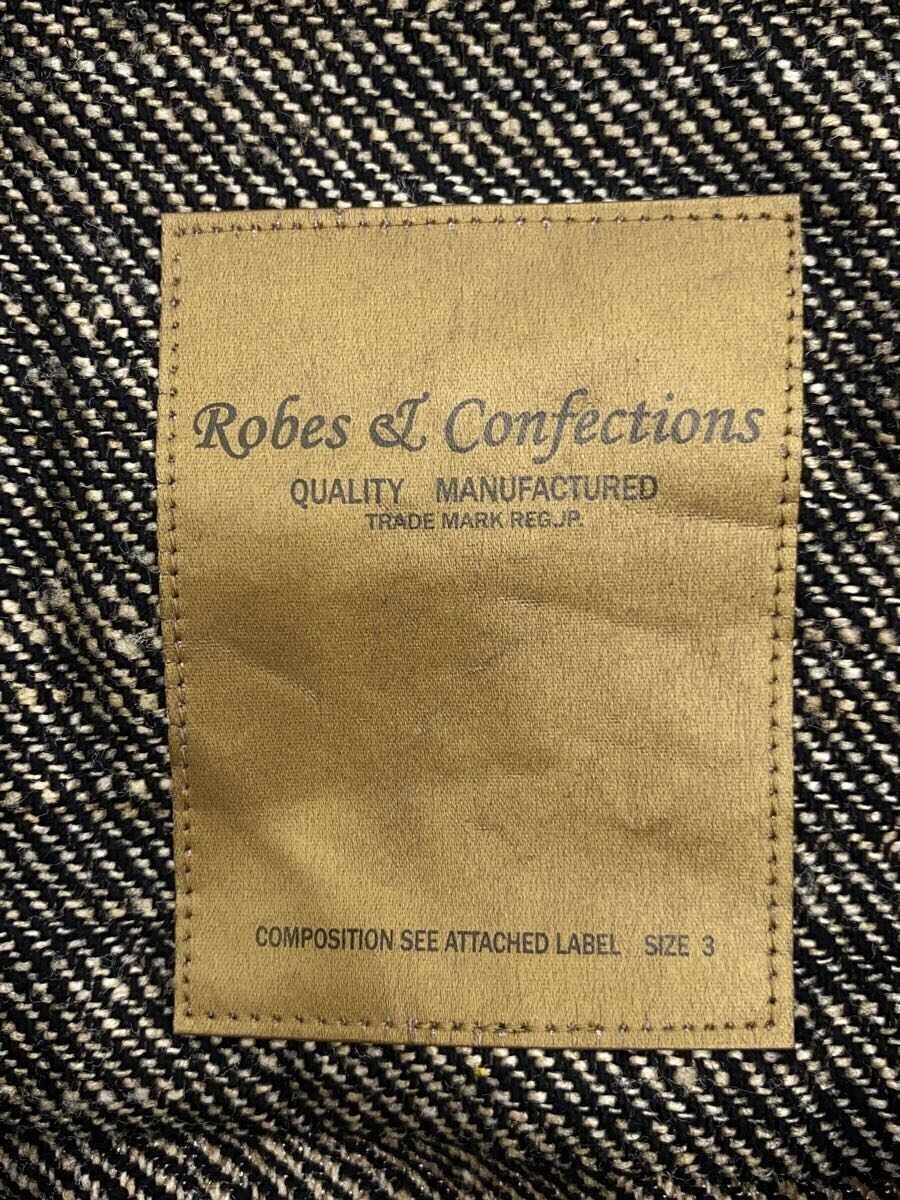 Robes & Confections
QUALITY MANUFACTURED
TRADE MARK REG.JP.
COMPOSITION SEE ATTACHED LABEL SIZE 3